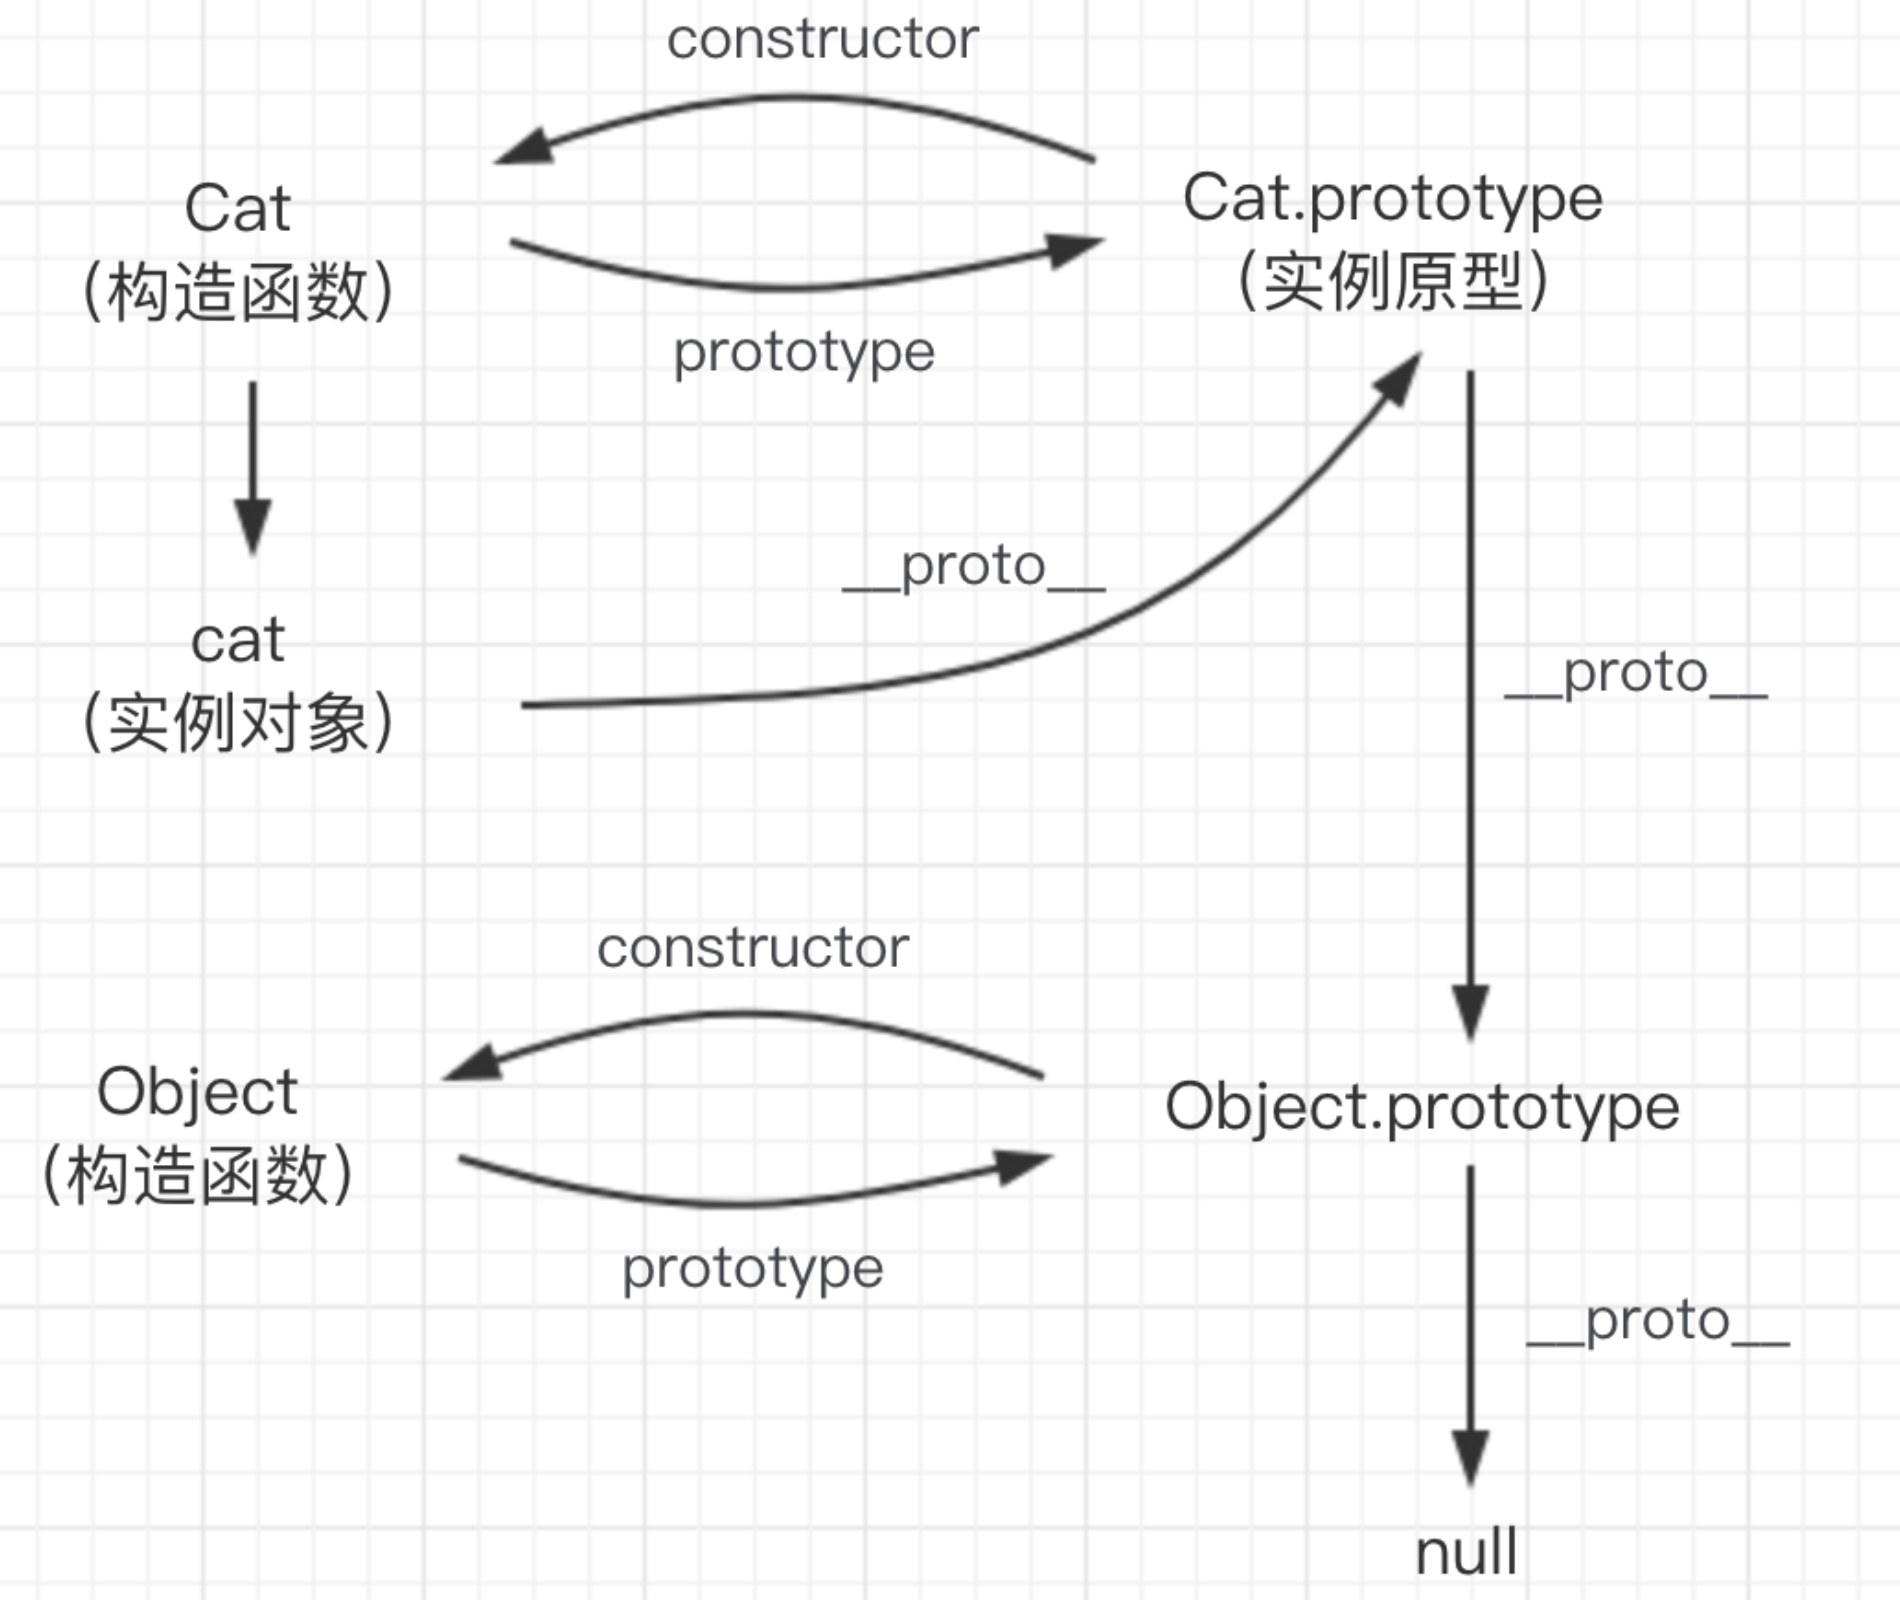 constructor
Cat
(构造函数)
Cat.prototype
(实例原型)
prototype
__proto__
cat
(实例对象)
__proto__
constructor
Object
(构造函数)
Object.prototype
prototype
__proto__
null